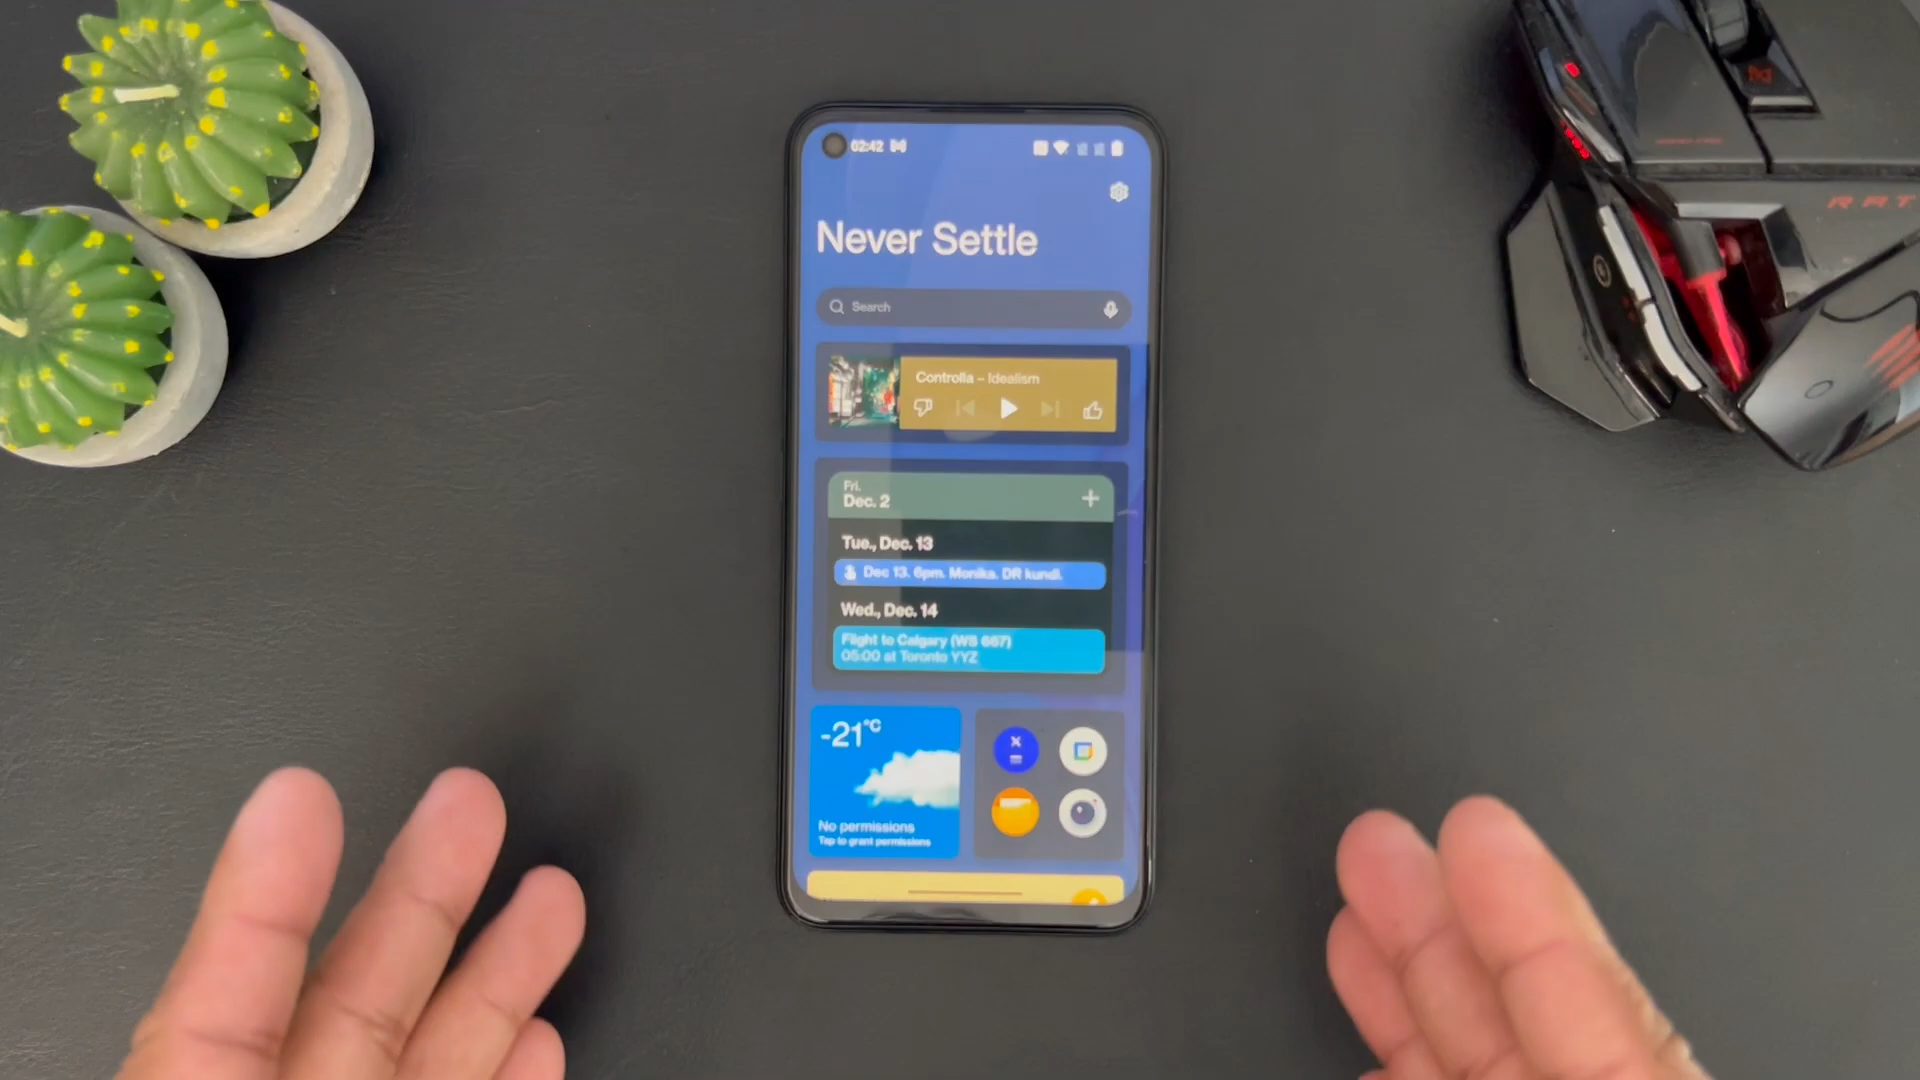 02:42
Never Settle
Search
Controlla – Idealism
Fri.
Dec. 2
Tue., Dec. 13
Dec 13. 6pm. Monika. DR kundl.
Wed., Dec. 14
Flight to Calgary (WS 667)
05:00 at Toronto YYZ
-21°C
No permissions
Tap to grant permissions
RAT